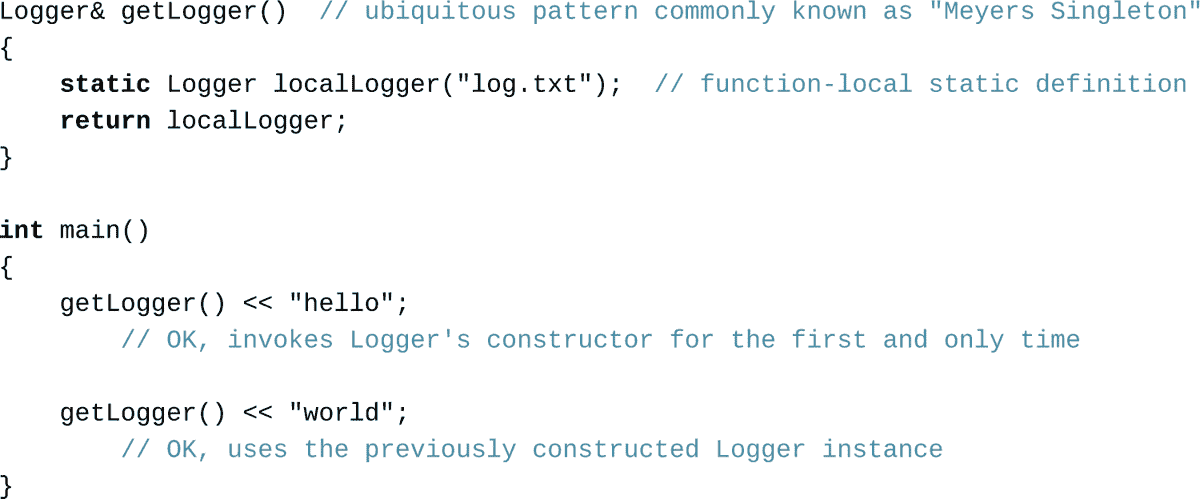 Logger& getLogger()  // ubiquitous pattern commonly known as "Meyers Singleton"
{
    static Logger localLogger("log.txt");  // function-local static definition
    return localLogger;
}

int main()
{
    getLogger() << "hello";
        // OK, invokes Logger's constructor for the first and only time

    getLogger() << "world";
        // OK, uses the previously constructed Logger instance
}